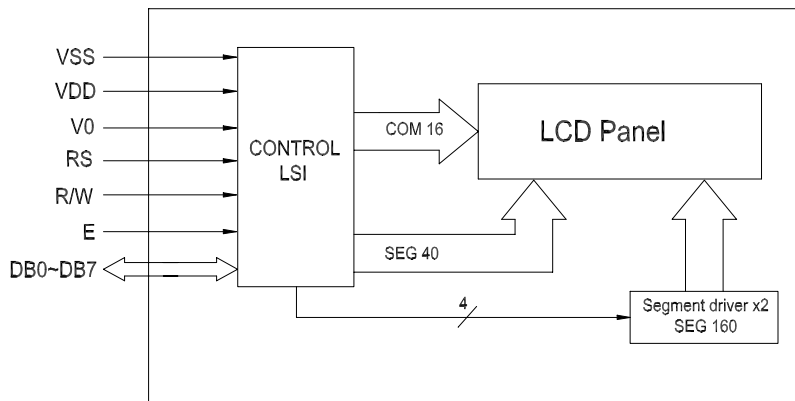 VSS
VDD
V0
RS
R/W
E
DB0~DB7
CONTROL
LSI
COM 16
SEG 40
LCD Panel
4
Segment driver x2
SEG 160